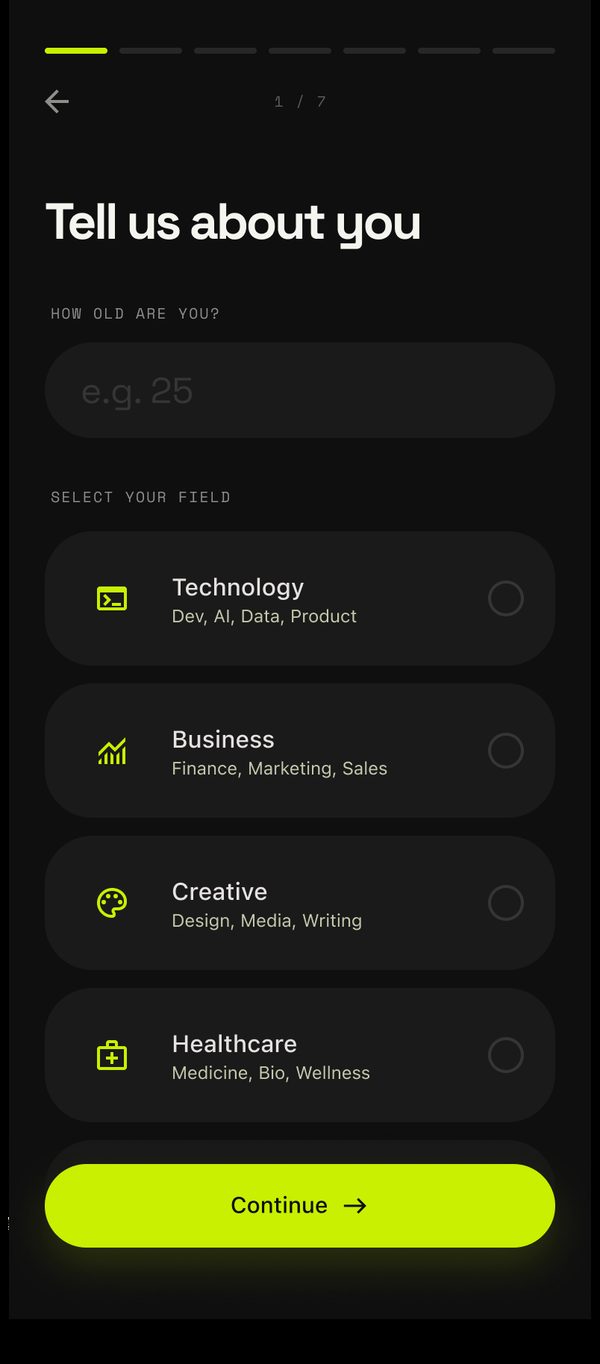 1 / 7
Tell us about you
HOW OLD ARE YOU?
e.g. 25
SELECT YOUR FIELD
Technology
Dev, AI, Data, Product
Business
Finance, Marketing, Sales
Creative
Design, Media, Writing
Healthcare
Medicine, Bio, Wellness
Continue →